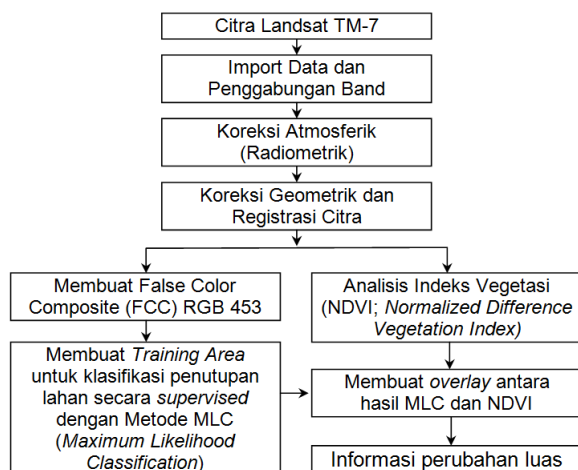 Citra Landsat TM-7
Import Data dan
Penggabungan Band
Koreksi Atmosferik
(Radiometrik)
Koreksi Geometrik dan
Registrasi Citra
Membuat False Color
Composite (FCC) RGB 453
Analisis Indeks Vegetasi
(NDVI; Normalized Difference
Vegetation Index)
Membuat Training Area
untuk klasifikasi penutupan
lahan secara supervised
dengan Metode MLC
(Maximum Likelihood
Classification)
Membuat overlay antara
hasil MLC dan NDVI
Informasi perubahan luas